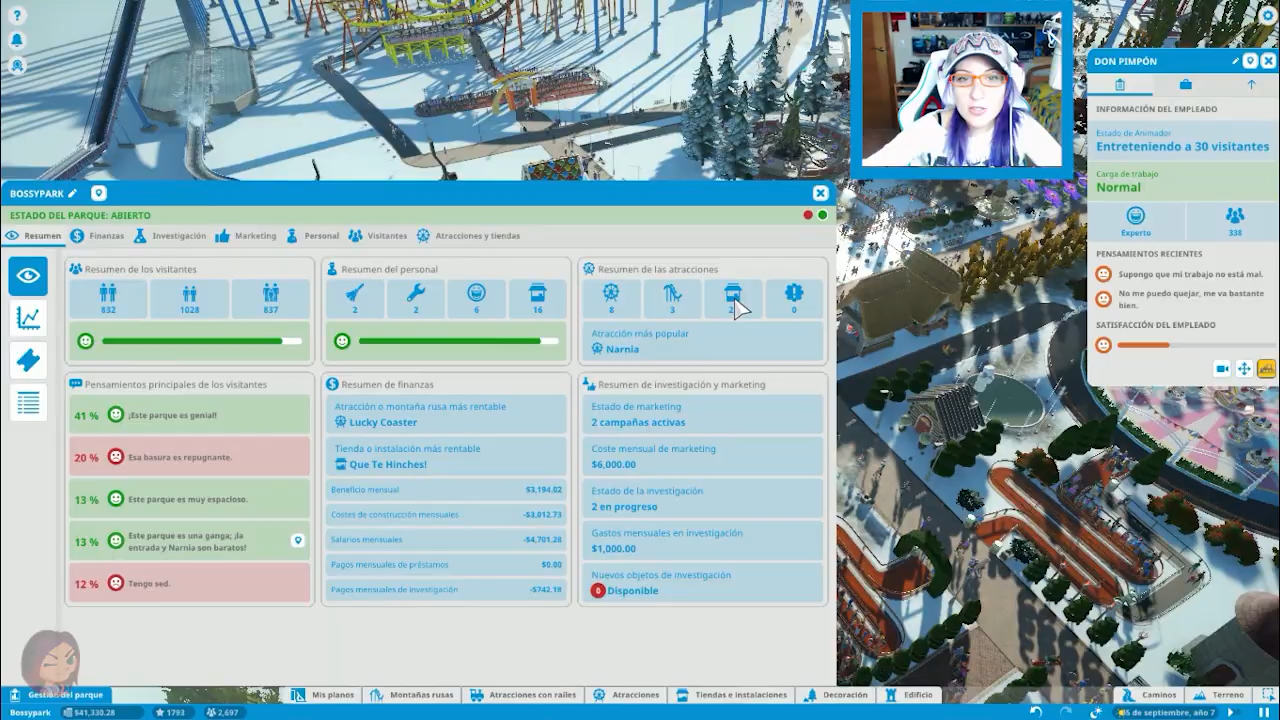 BOSSYPARK
ESTADO DEL PARQUE: ABIERTO
Resumen
Finanzas
Investigación
Marketing
Personal
Visitantes
Atracciones y tiendas
Resumen de los visitantes
832
1028
837
Resumen del personal
2
2
6
16
Resumen de las atracciones
8
3
0
Atracción más popular
Narnia
Pensamientos principales de los visitantes
41 %
¡Este parque es genial!
20 %
Esa basura es repugnante.
13 %
Este parque es muy espacioso.
13 %
Este parque es una ganga; ¡la
entrada y Narnia son baratos!
12 %
Tengo sed.
Resumen de finanzas
Atracción o montaña rusa más rentable
Lucky Coaster
Tienda o instalación más rentable
Que Te Hinches!
Beneficio mensual
$3,194.02
Costes de construcción mensuales
-$3,012.73
Salarios mensuales
-$4,701.28
Pagos mensuales de préstamos
$0.00
Pagos mensuales de investigación
-$742.18
Resumen de investigación y marketing
Estado de marketing
2 campañas activas
Coste mensual de marketing
$6,000.00
Estado de la investigación
2 en progreso
Gastos mensuales en investigación
$1,000.00
Nuevos objetos de investigación
0 Disponible
DON PIMPÓN
INFORMACIÓN DEL EMPLEADO
Estado de Animador
Entreteniendo a 30 visitantes
Carga de trabajo
Normal
Experto
338
PENSAMIENTOS RECIENTES
Supongo que mi trabajo no está mal.
No me puedo quejar, me va bastante
bien.
SATISFACCIÓN DEL EMPLEADO
HALO
Gestión del parque
Mis planos
Montañas rusas
Atracciones con raíles
Atracciones
Tiendas e instalaciones
Decoración
Edificio
Caminos
Terreno
Bossypark
$41,330.28
1793
2,697
de septiembre, año 7